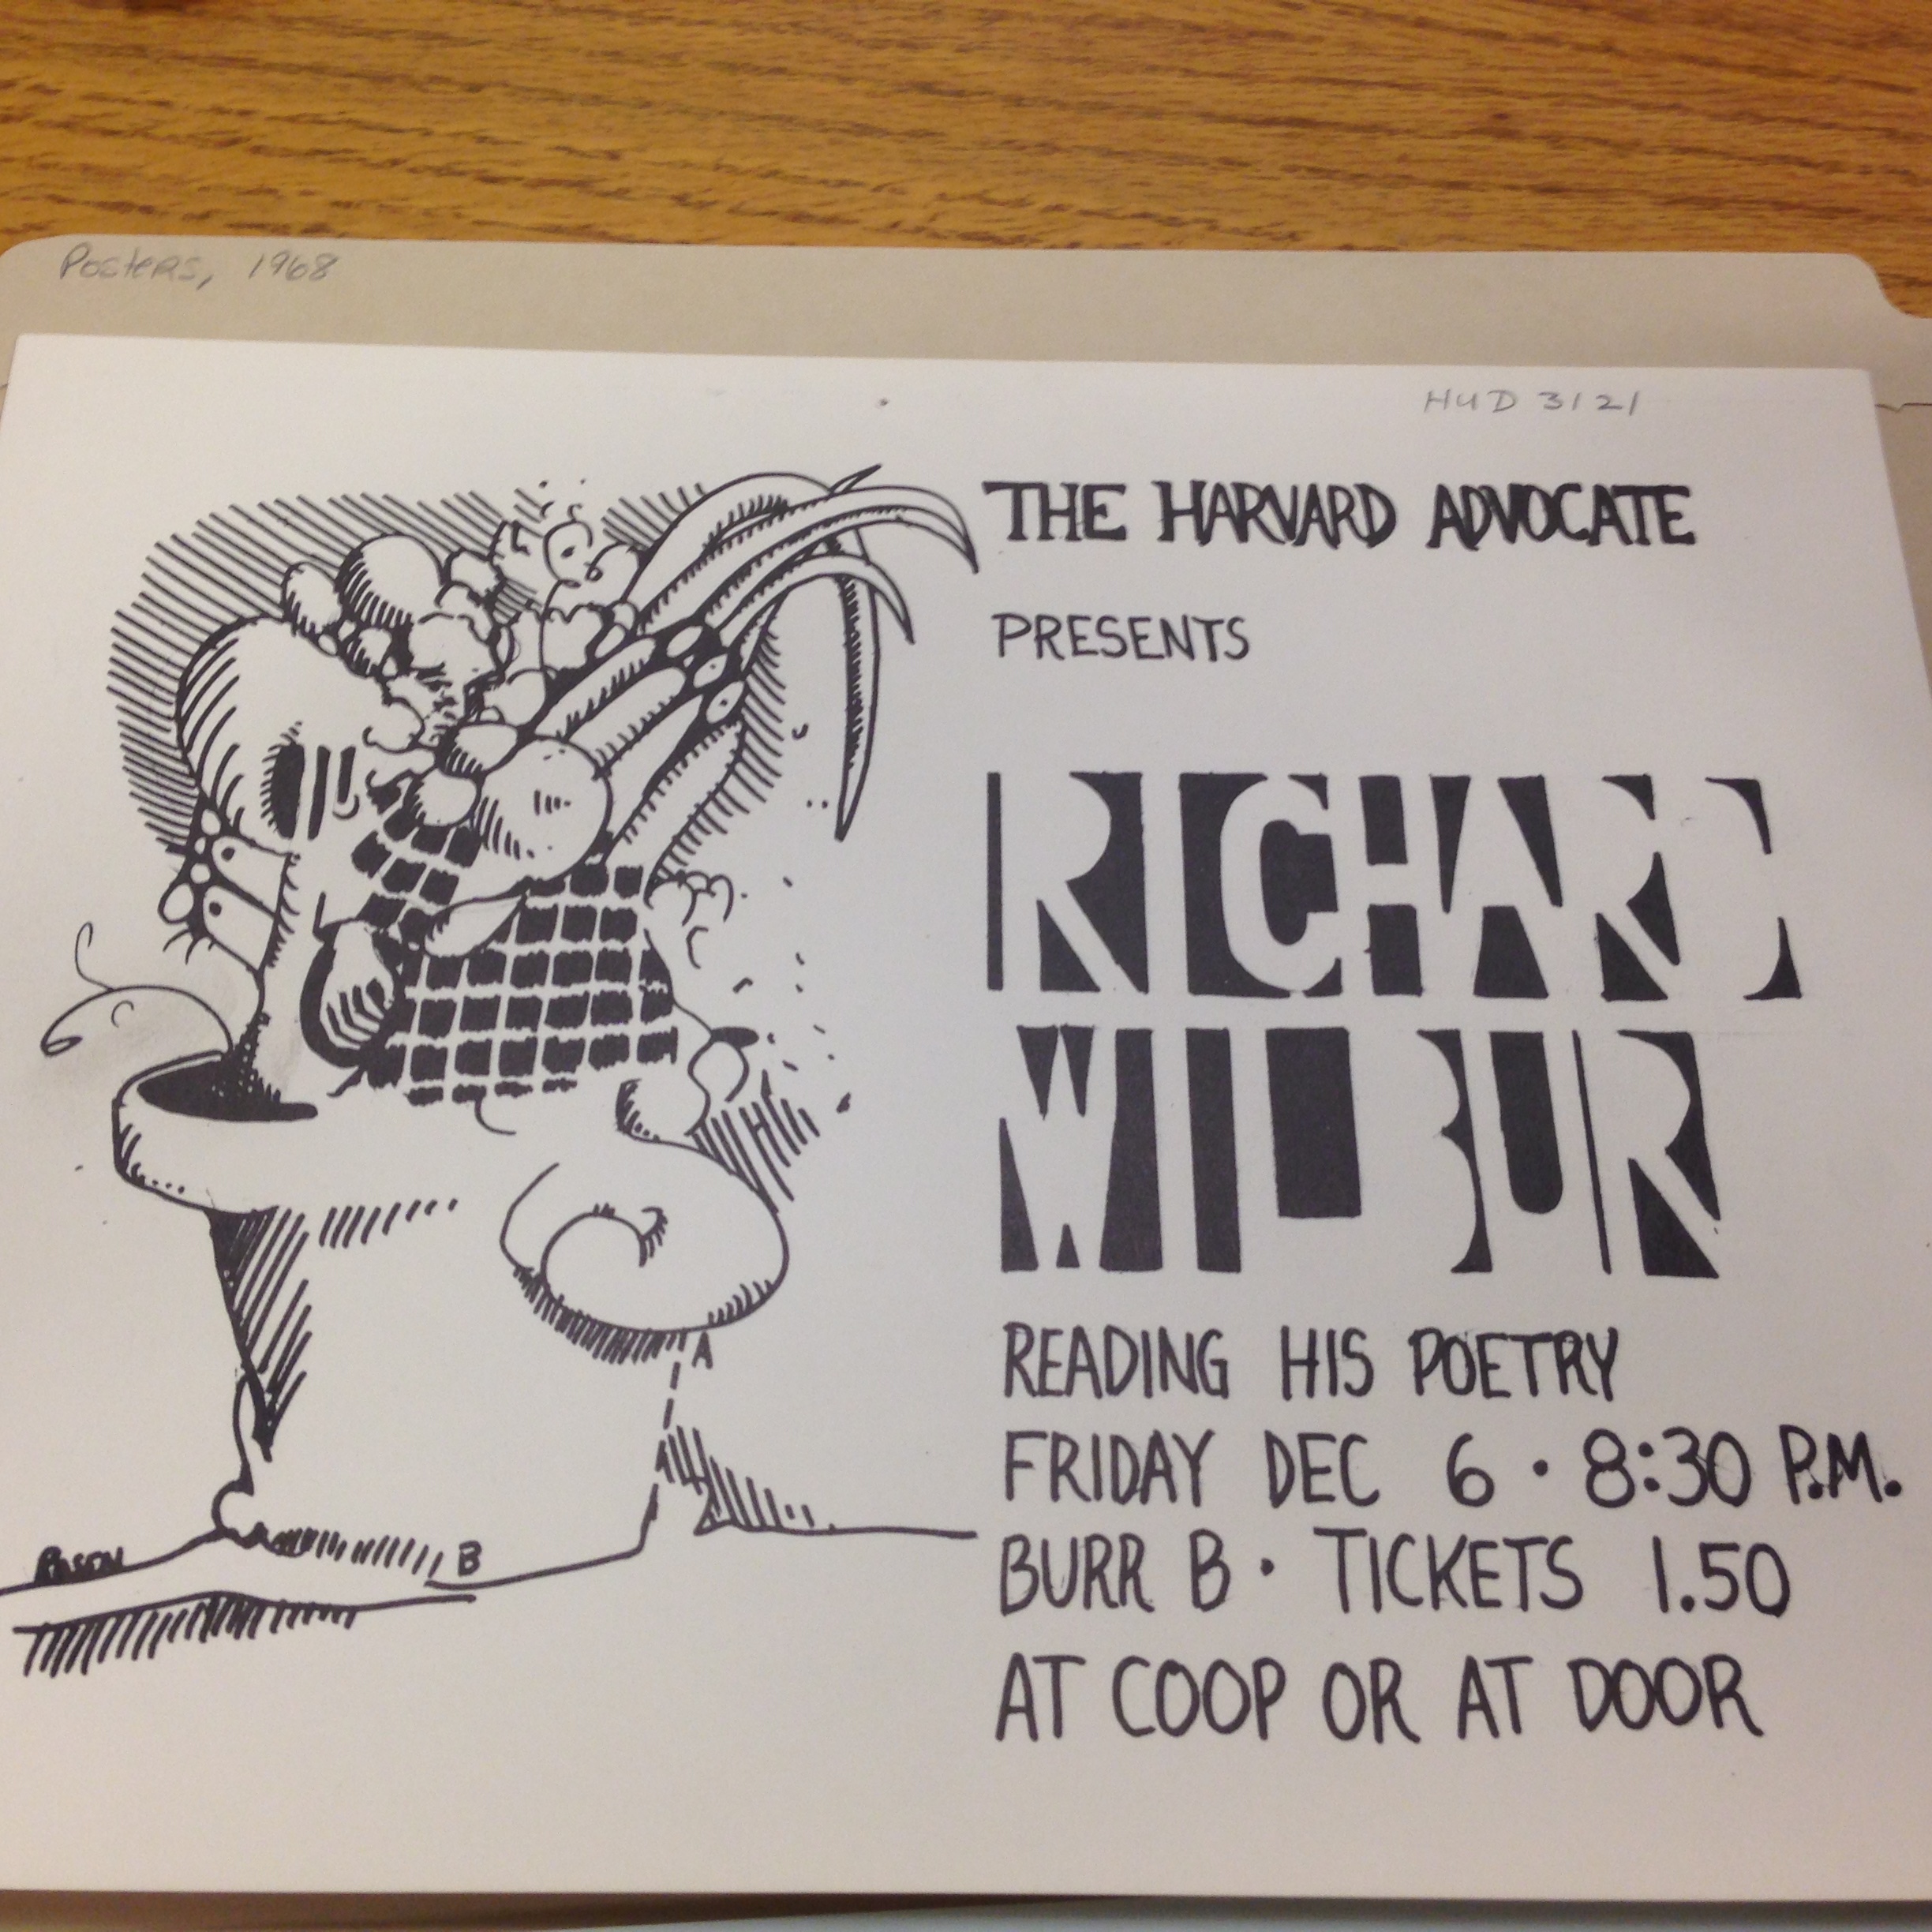 Posters, 1968
HUD 3121
THE HARVARD ADVOCATE
PRESENTS
RICHARD
WILBUR
READING HIS POETRY
FRIDAY DEC 6 · 8:30 P.M.
BURR B · TICKETS 1.50
AT COOP OR AT DOOR
A
B